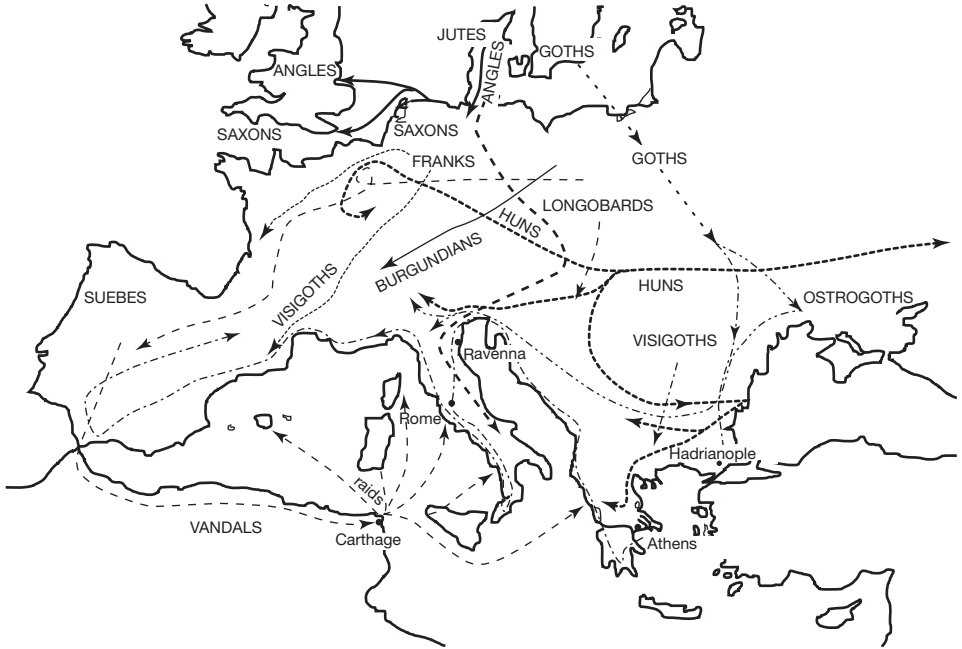 JUTES
ANGLES
GOTHS
ANGLES
SAXONS
SAXONS
FRANKS
GOTHS
LONGOBARDS
HUNS
BURGUNDIANS
HUNS
SUEBES
VISIGOTHS
OSTROGOTHS
VISIGOTHS
Ravenna
Rome
Hadrianople
raids
VANDALS
Carthage
Athens